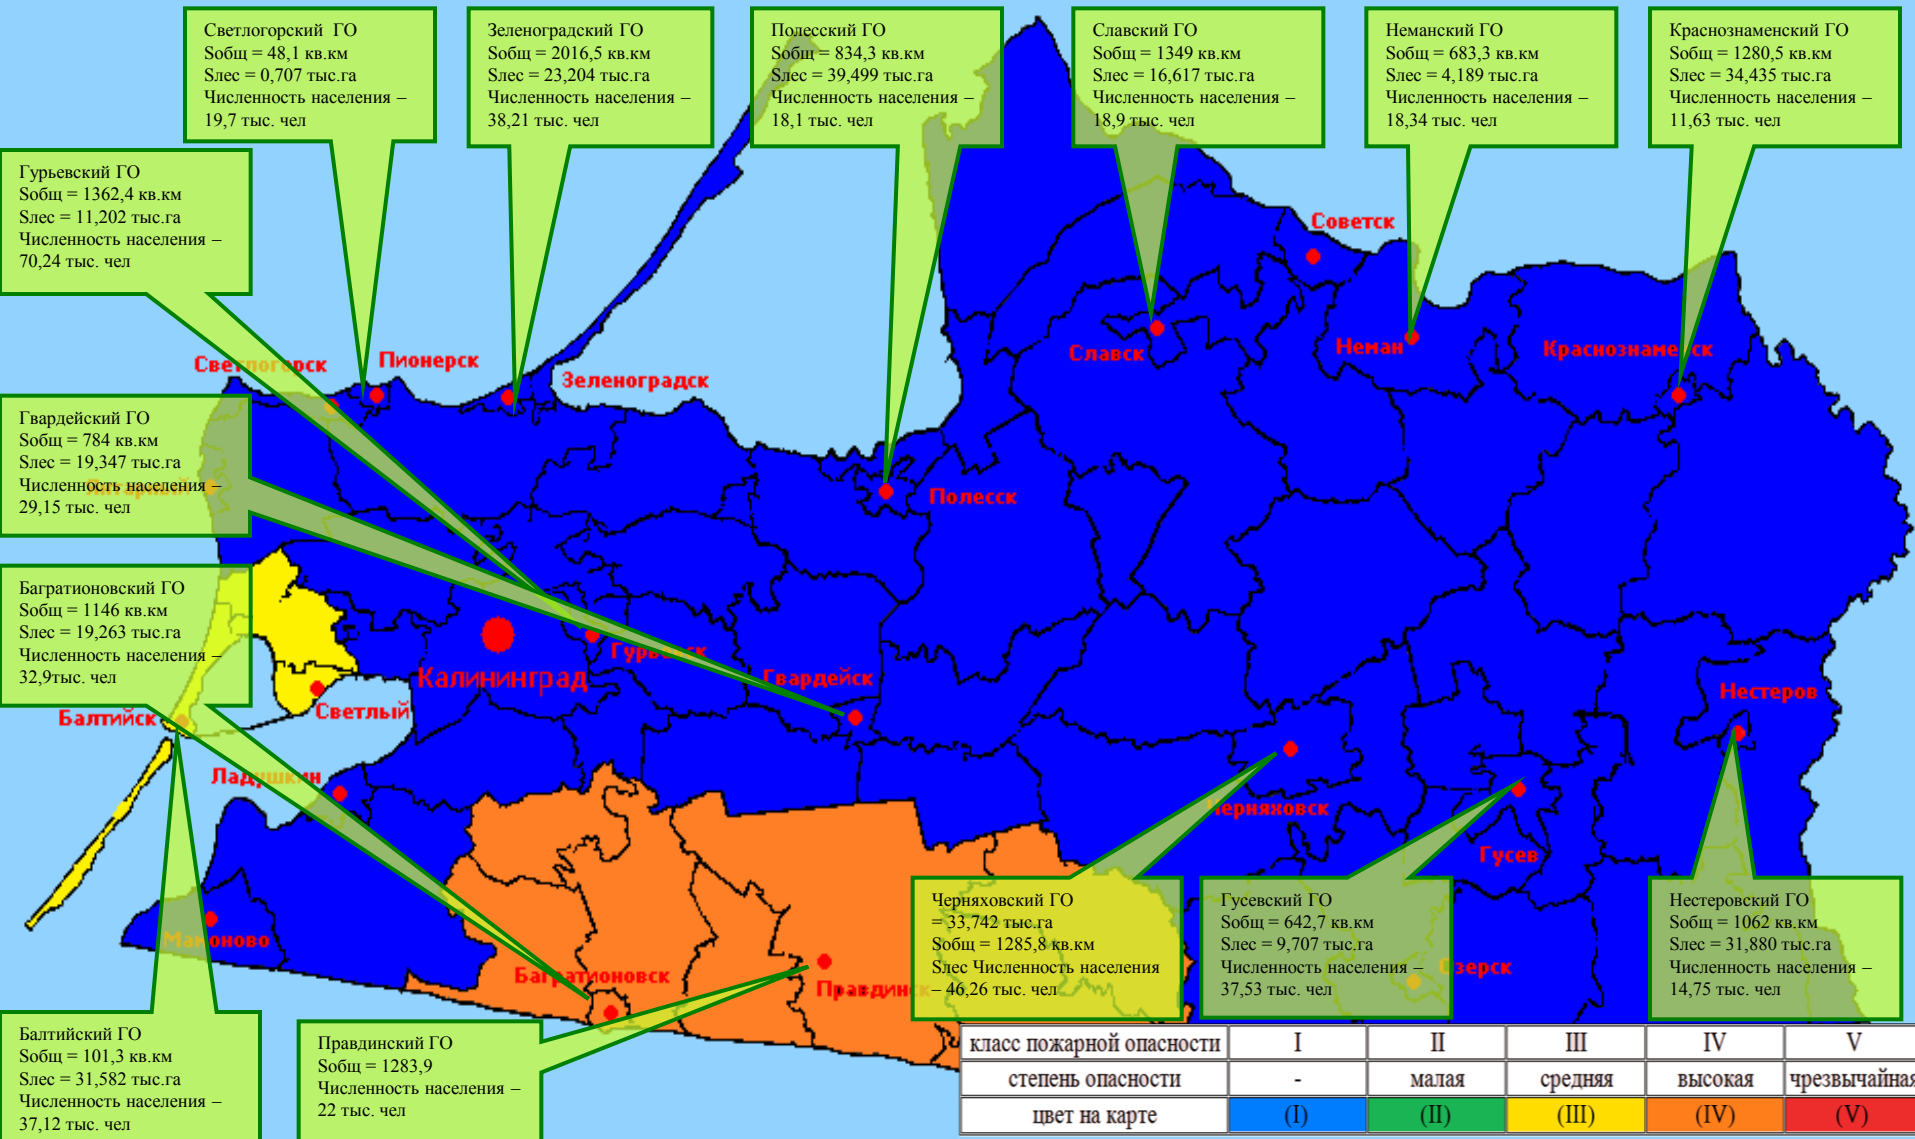 Светлогорский ГО
Sобщ = 48,1 кв.км
Sлес = 0,707 тыс.га
Численность населения –
19,7 тыс. чел
Зеленоградский ГО
Sобщ = 2016,5 кв.км
Sлес = 23,204 тыс.га
Численность населения –
38,21 тыс. чел
Полесский ГО
Sобщ = 834,3 кв.км
Sлес = 39,499 тыс.га
Численность населения –
18,1 тыс. чел
Славский ГО
Sобщ = 1349 кв.км
Sлес = 16,617 тыс.га
Численность населения –
18,9 тыс. чел
Неманский ГО
Sобщ = 683,3 кв.км
Sлес = 4,189 тыс.га
Численность населения –
18,34 тыс. чел
Краснознаменский ГО
Sобщ = 1280,5 кв.км
Sлес = 34,435 тыс.га
Численность населения –
11,63 тыс. чел
Гурьевский ГО
Sобщ = 1362,4 кв.км
Sлес = 11,202 тыс.га
Численность населения –
70,24 тыс. чел
Советск
Славск
Неман
Краснознаменск
Светлогорск
Пионерск
Зеленоградск
Гвардейский ГО
Sобщ = 784 кв.км
Sлес = 19,347 тыс.га
Численность населения –
29,15 тыс. чел
Янтарный
Полесск
Багратионовский ГО
Sобщ = 1146 кв.км
Sлес = 19,263 тыс.га
Численность населения –
32,9тыс. чел
Калининград
Гурьевск
Гвардейск
Нестеров
Балтийск
Светлый
Ладушкин
Черняховск
Гусев
Мамоново
Багратионовск
Правдинск
Озерск
Черняховский ГО
= 33,742 тыс.га
Sобщ = 1285,8 кв.км
Sлес Численность населения
– 46,26 тыс. чел
Гусевский ГО
Sобщ = 642,7 кв.км
Sлес = 9,707 тыс.га
Численность населения –
37,53 тыс. чел
Нестеровский ГО
Sобщ = 1062 кв.км
Sлес = 31,880 тыс.га
Численность населения –
14,75 тыс. чел
Балтийский ГО
Sобщ = 101,3 кв.км
Sлес = 31,582 тыс.га
Численность населения –
37,12 тыс. чел
Правдинский ГО
Sобщ = 1283,9
Численность населения –
22 тыс. чел
класс пожарной опасности I II III IV V
степень опасности - малая средняя высокая чрезвычайная
цвет на карте (I) (II) (III) (IV) (V)